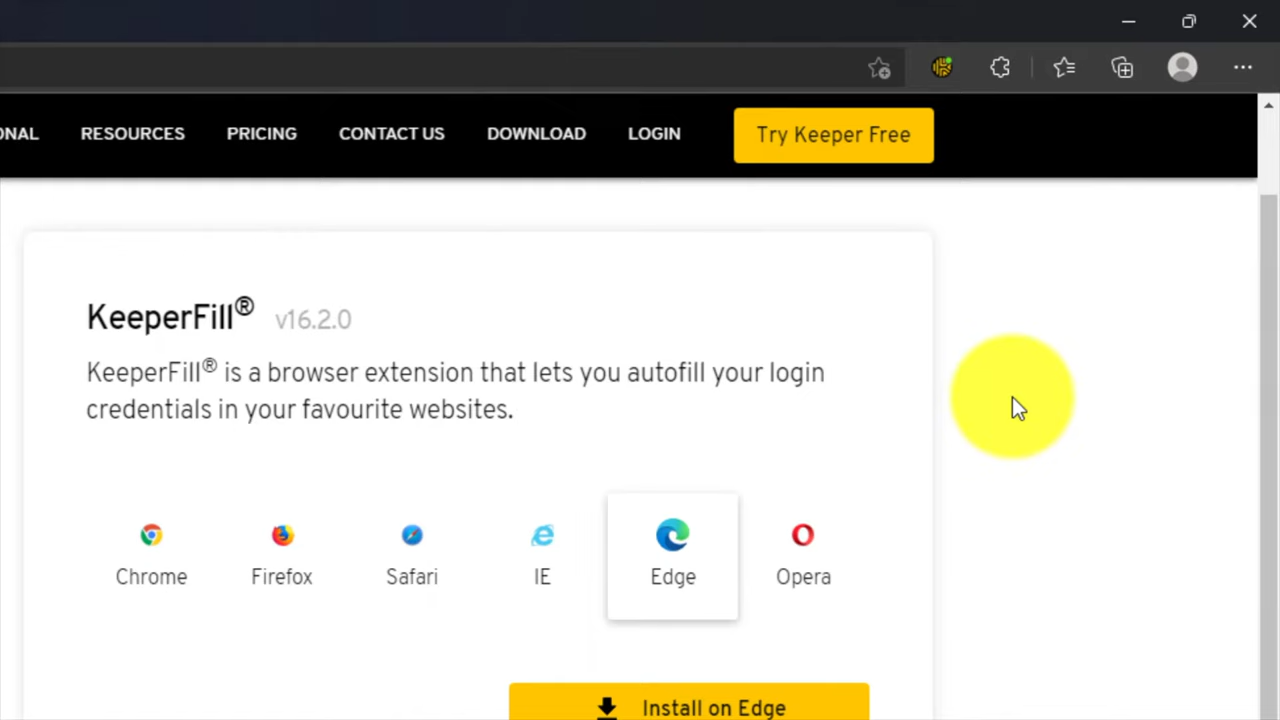 ONAL RESOURCES PRICING CONTACT US DOWNLOAD LOGIN Try Keeper Free
KeeperFill® v16.2.0
KeeperFill® is a browser extension that lets you autofill your login
credentials in your favourite websites.
Chrome Firefox Safari IE Edge Opera
Install on Edge